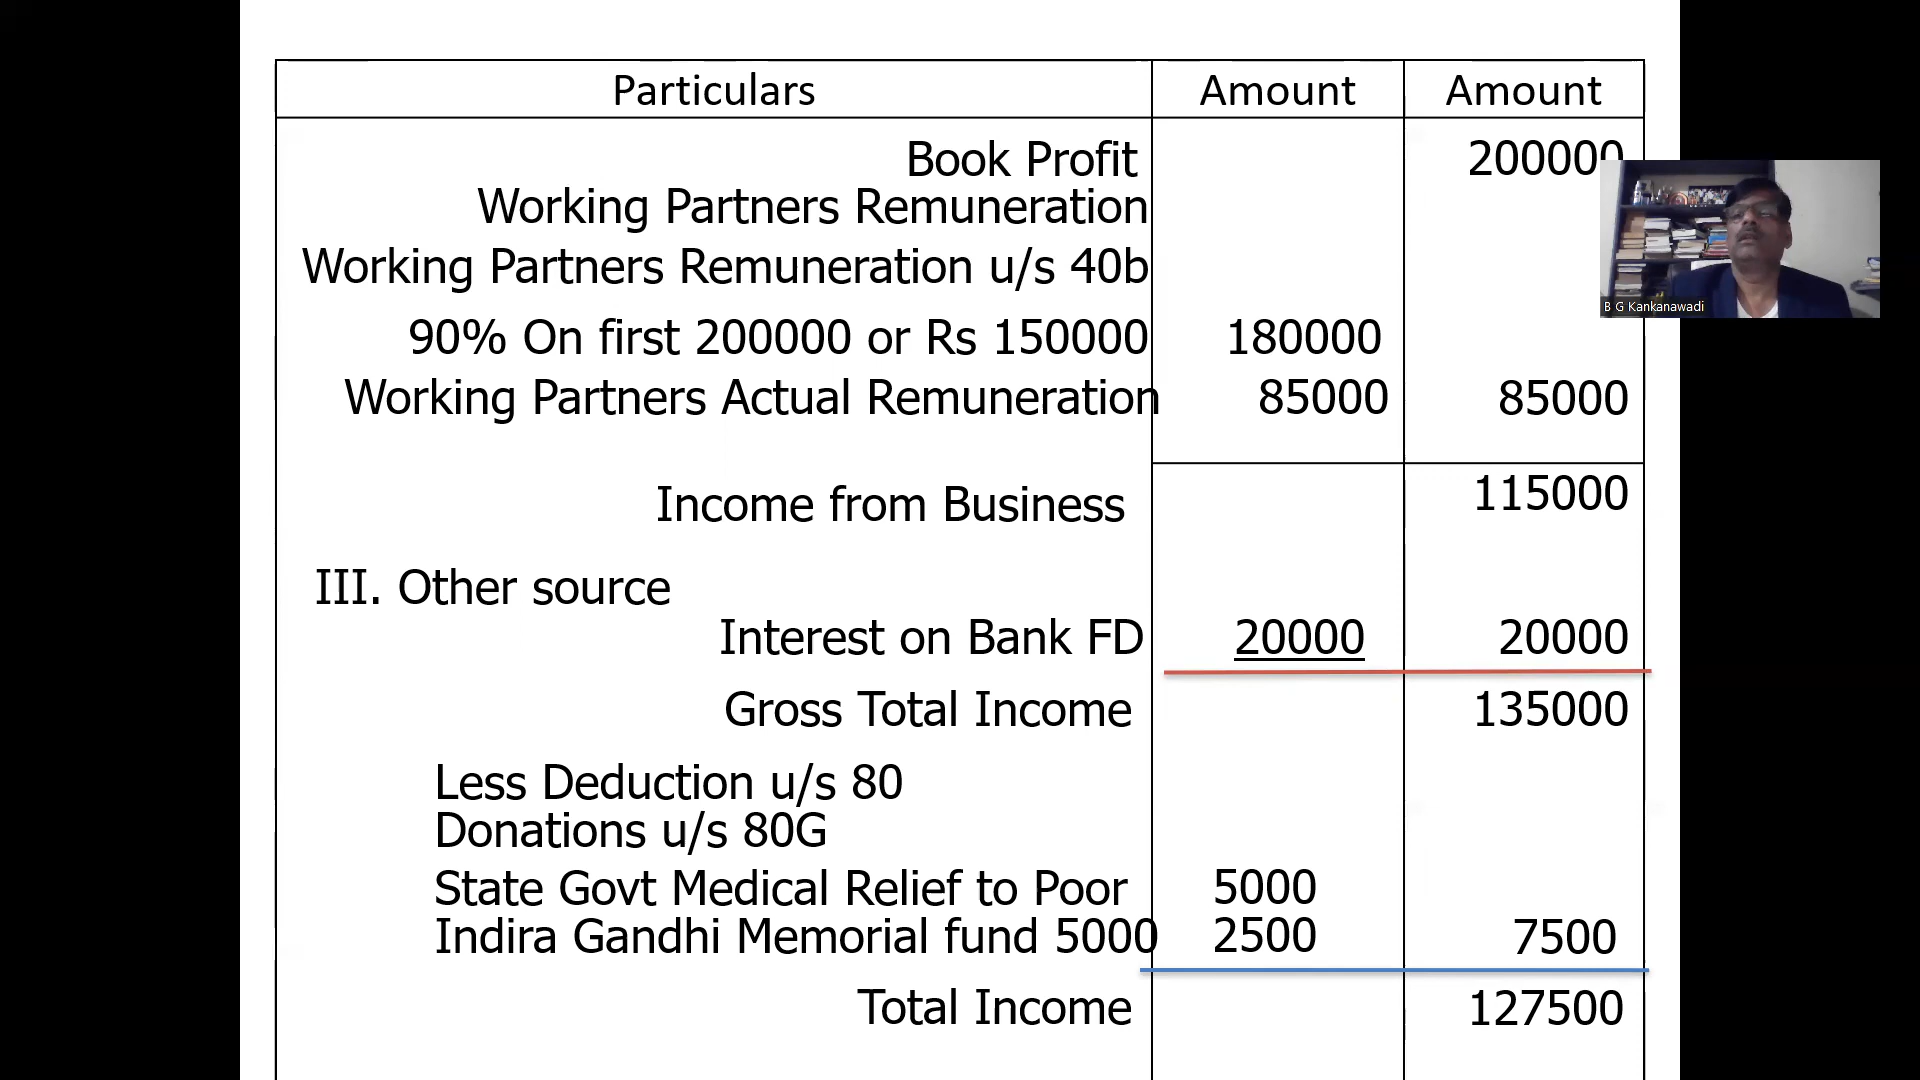 Particulars Amount Amount
Book Profit 200000
Working Partners Remuneration
Working Partners Remuneration u/s 40b
90% On first 200000 or Rs 150000 180000
Working Partners Actual Remuneration 85000 85000
Income from Business 115000
III. Other source
Interest on Bank FD 20000 20000
Gross Total Income 135000
Less Deduction u/s 80
Donations u/s 80G
State Govt Medical Relief to Poor 5000
Indira Gandhi Memorial fund 5000 2500 7500
Total Income 127500
B G Kankanawadi